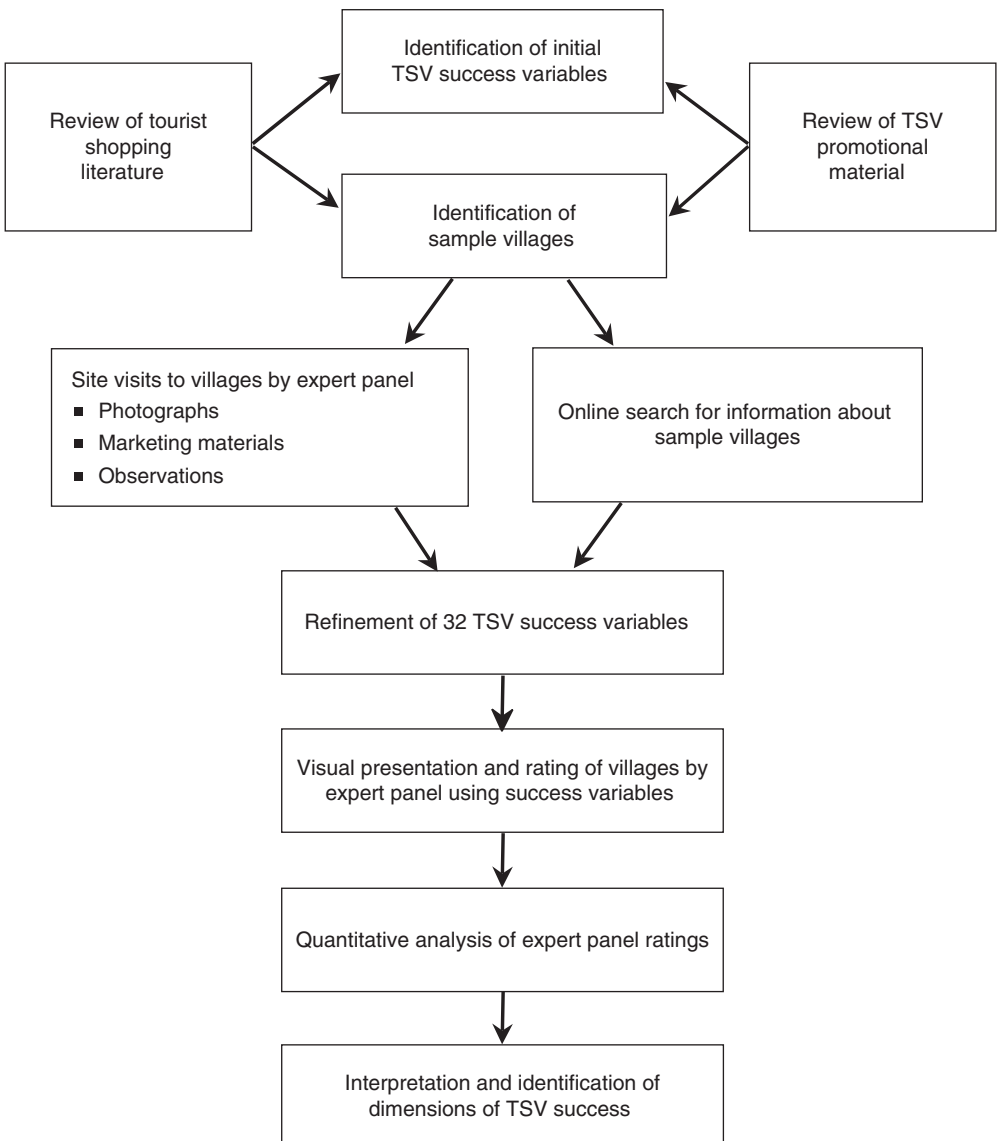 Identification of initial
TSV success variables
Review of tourist
shopping
literature
Review of TSV
promotional
material
Identification of
sample villages
Site visits to villages by expert panel
▪ Photographs
▪ Marketing materials
▪ Observations
Online search for information about
sample villages
Refinement of 32 TSV success variables
Visual presentation and rating of villages by
expert panel using success variables
Quantitative analysis of expert panel ratings
Interpretation and identification of
dimensions of TSV success